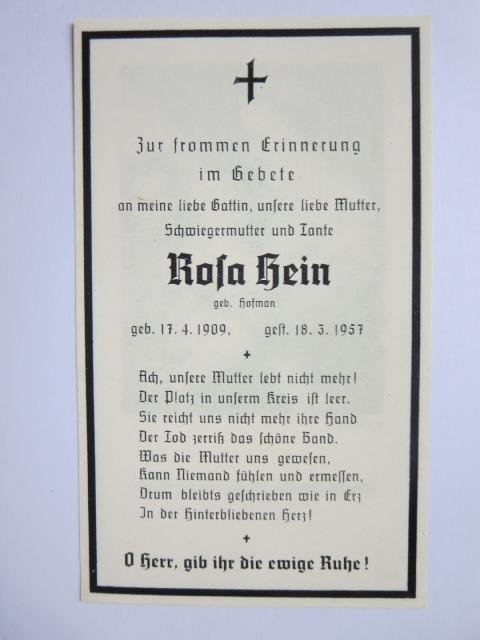 Zur frommen Erinnerung
im Gebete
an meine liebe Gattin, unsere liebe Mutter,
Schwiegermutter und Tante
Rosa Hein
geb. Hofman
geb. 17. 4. 1909, gest. 18. 3. 1957
Ach, unsere Mutter lebt nicht mehr!
Der Platz in unserm Kreis ist leer.
Sie reicht uns nicht mehr ihre Hand
Der Tod zerriß das schöne Band.
Was die Mutter uns gewesen,
Kann Niemand fühlen und ermessen,
Drum bleibts geschrieben wie in Erz
In der Hinterbliebenen Herz!
O Herr, gib ihr die ewige Ruhe!